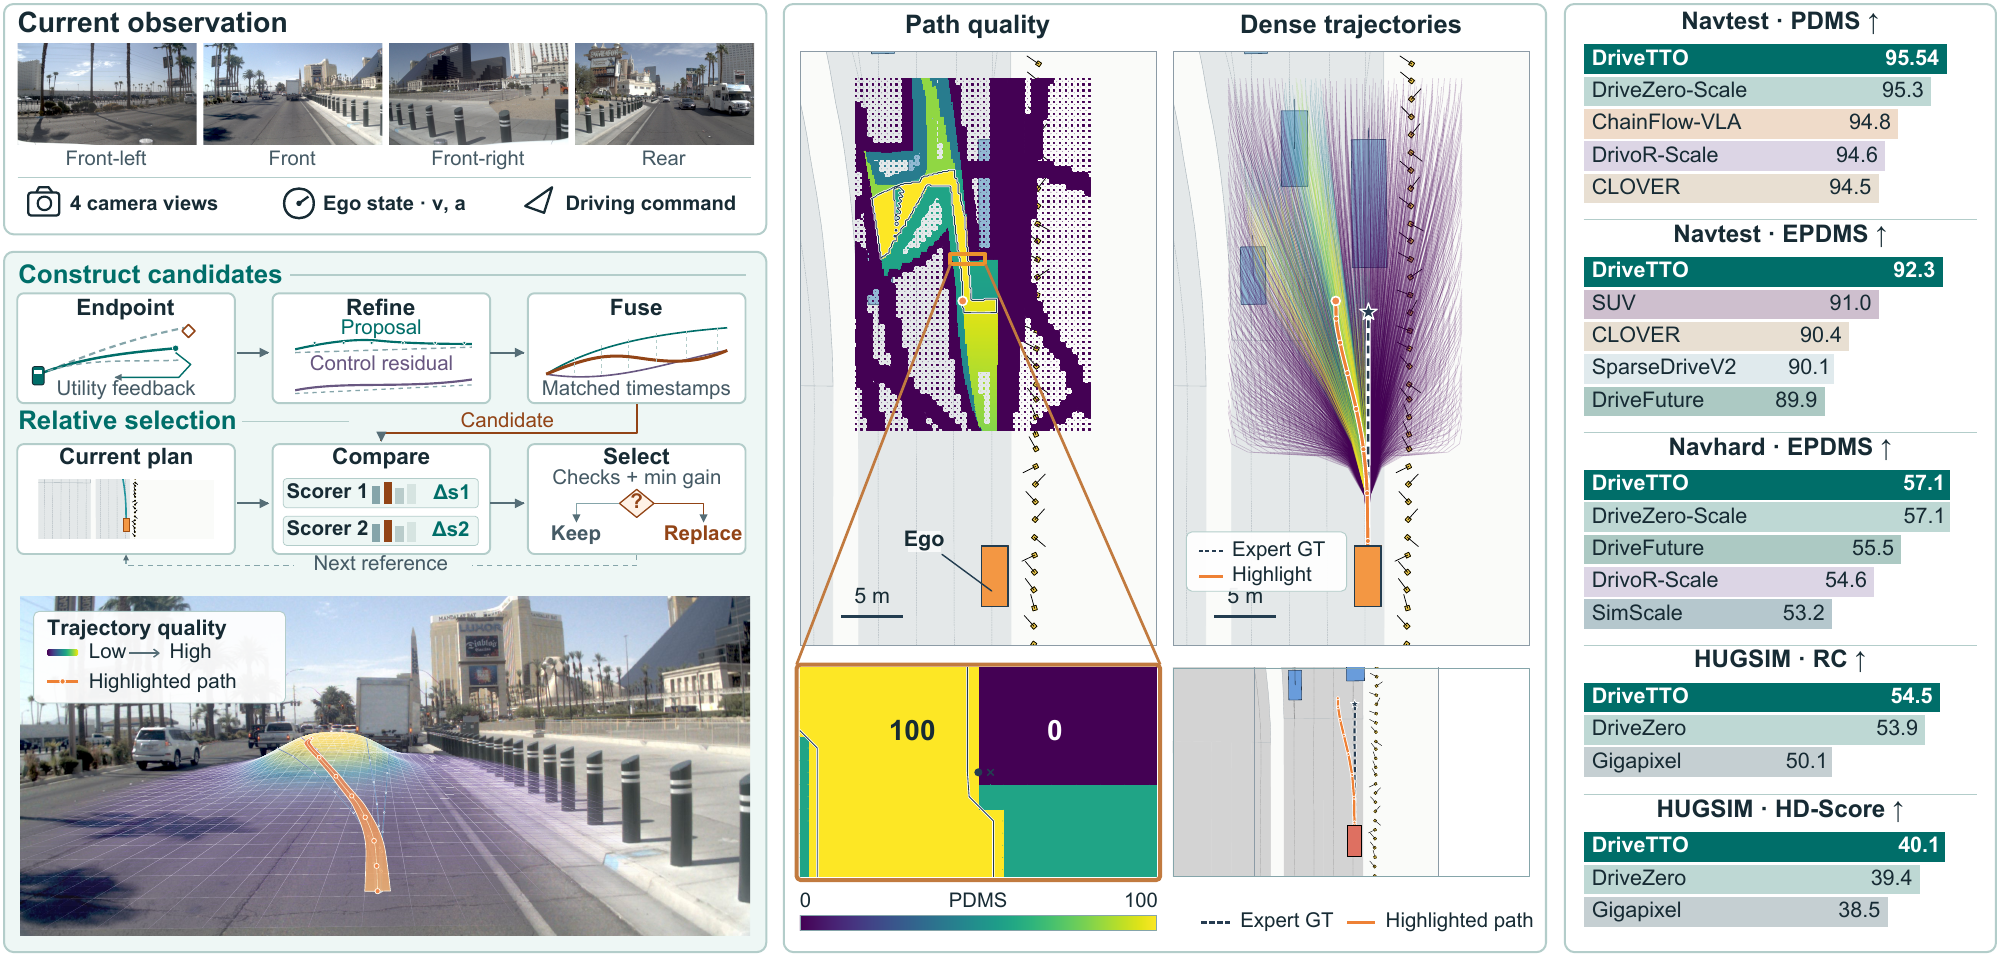 Current observation
Front-left
Front
Front-right
Rear
4 camera views
Ego state · v, a
Driving command
Construct candidates
Endpoint
Utility feedback
Refine
Proposal
Control residual
Fuse
Matched timestamps
Relative selection
Candidate
Current plan
Compare
Scorer 1
Δs1
Scorer 2
Δs2
Select
Checks + min gain
?
Keep
Replace
Next reference
Trajectory quality
Low → High
Highlighted path
LUXOR
Path quality
Ego
5 m
100
0
0
PDMS
100
Dense trajectories
Expert GT
Highlight
5 m
Expert GT
Highlighted path
Navtest · PDMS ↑
DriveTTO 95.54
DriveZero-Scale 95.3
ChainFlow-VLA 94.8
DrivoR-Scale 94.6
CLOVER 94.5
Navtest · EPDMS ↑
DriveTTO 92.3
SUV 91.0
CLOVER 90.4
SparseDriveV2 90.1
DriveFuture 89.9
Navhard · EPDMS ↑
DriveTTO 57.1
DriveZero-Scale 57.1
DriveFuture 55.5
DrivoR-Scale 54.6
SimScale 53.2
HUGSIM · RC ↑
DriveTTO 54.5
DriveZero 53.9
Gigapixel 50.1
HUGSIM · HD-Score ↑
DriveTTO 40.1
DriveZero 39.4
Gigapixel 38.5